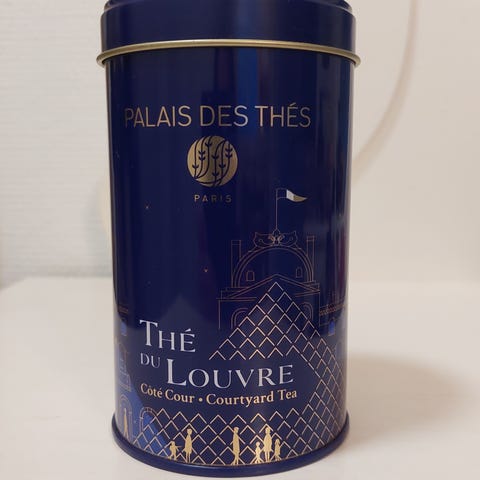 PALAIS DES THÉS
PARIS
THÉ
DU LOUVRE
Côté Cour • Courtyard Tea